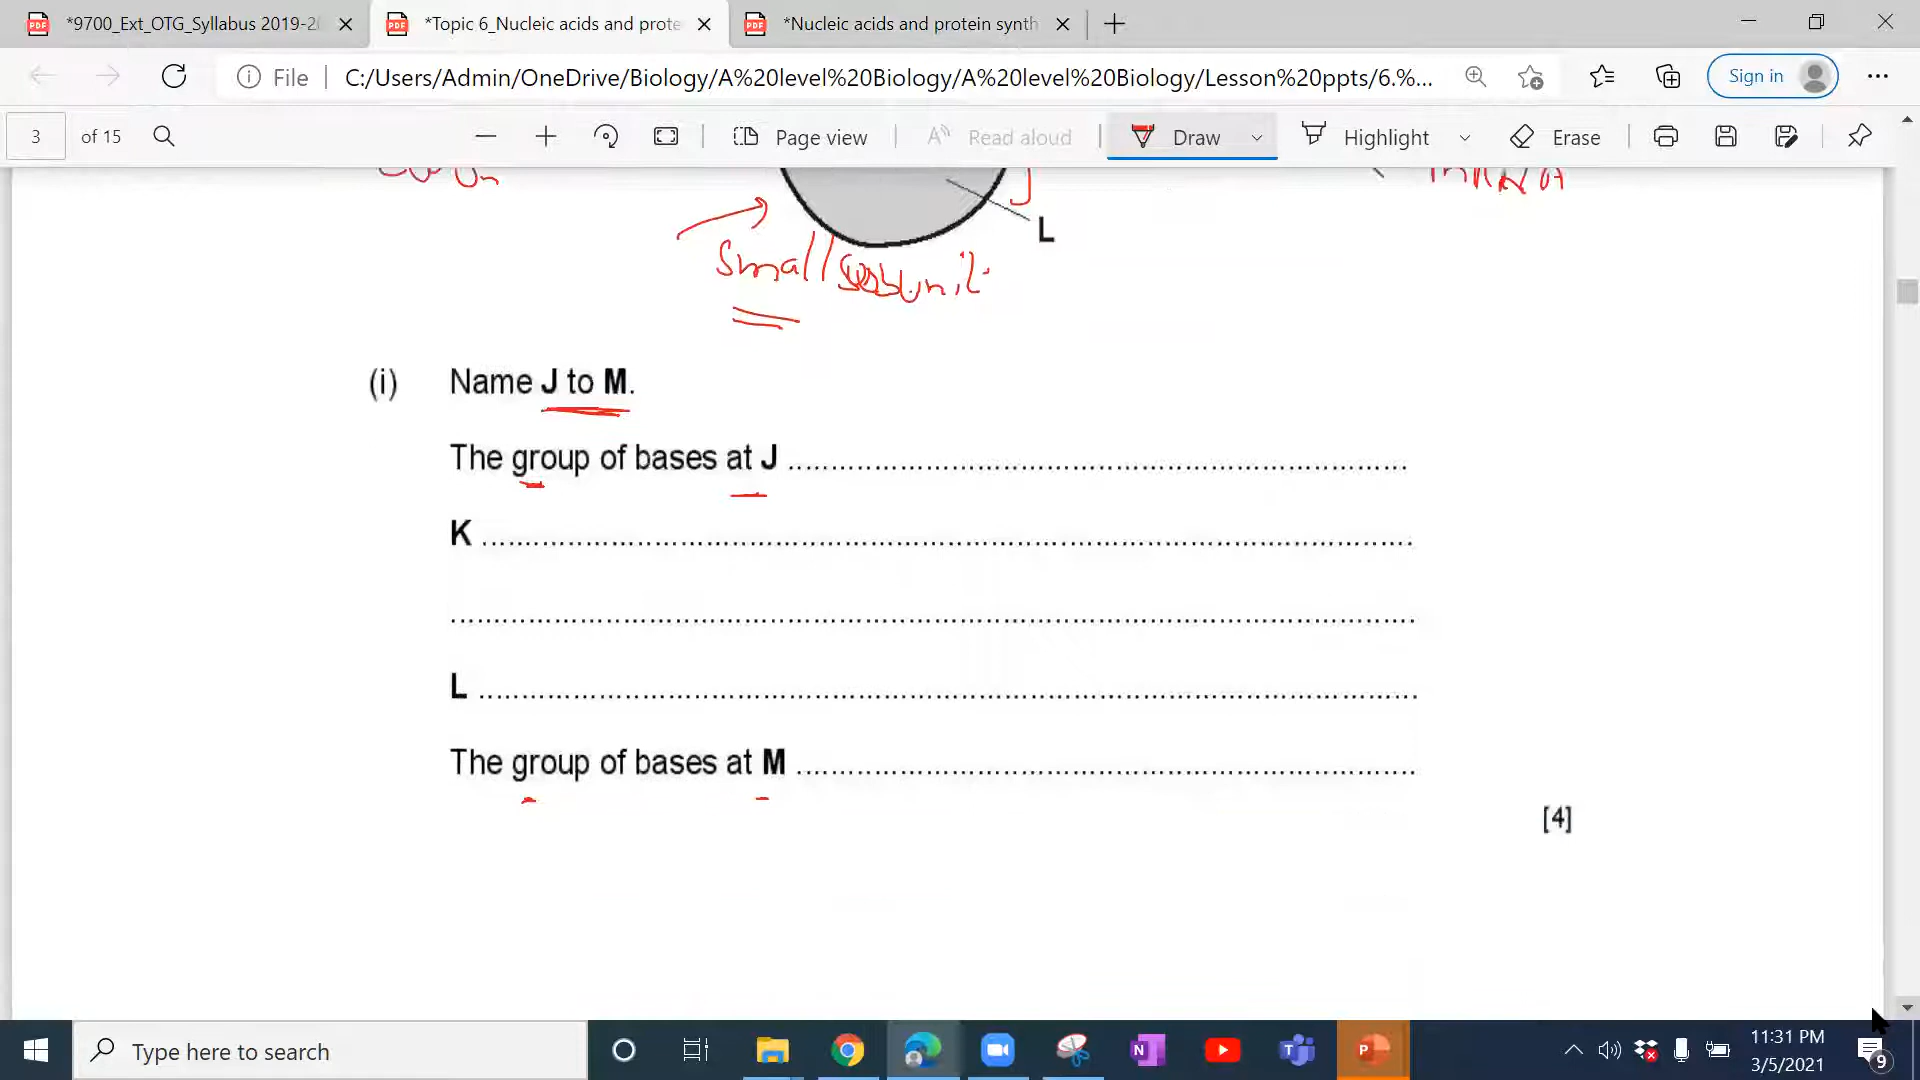 *9700_Ext_OTG_Syllabus 2019-2
*Topic 6_Nucleic acids and prote
*Nucleic acids and protein synth
File
C:/Users/Admin/OneDrive/Biology/A%20level%20Biology/A%20level%20Biology/Lesson%20ppts/6.%...
Sign in
3 of 15
Page view
Read aloud
Draw
Highlight
Erase
L
Small subunit
(i) Name J to M.
The group of bases at J ................................................
K ................................................
................................................
L ................................................
The group of bases at M ................................................
[4]
Type here to search
11:31 PM
3/5/2021
9